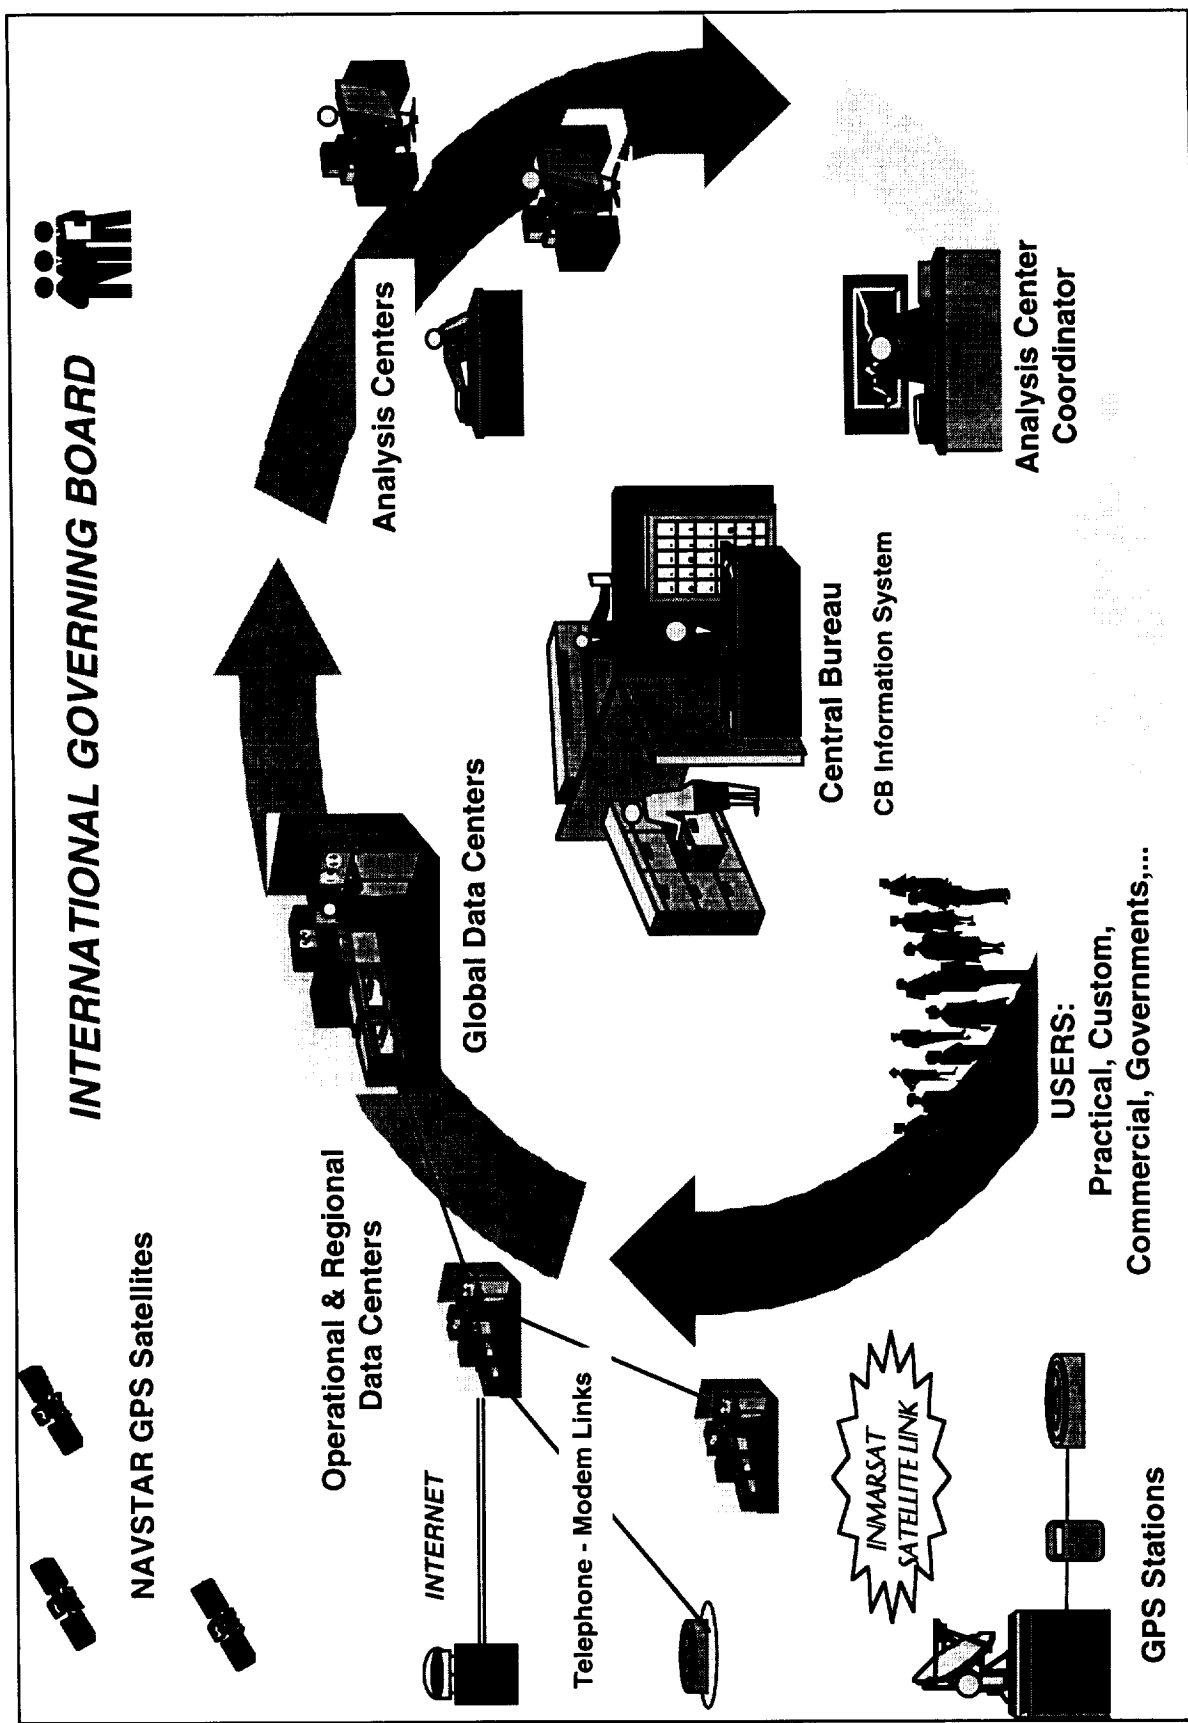 INTERNATIONAL GOVERNING BOARD
NAVSTAR GPS Satellites
Operational & Regional
Data Centers
INTERNET
Telephone - Modem Links
INMARSAT
SATELLITE LINK
GPS Stations
Global Data Centers
Analysis Centers
Central Bureau
CB Information System
Analysis Center
Coordinator
USERS:
Practical, Custom,
Commercial, Governments,...